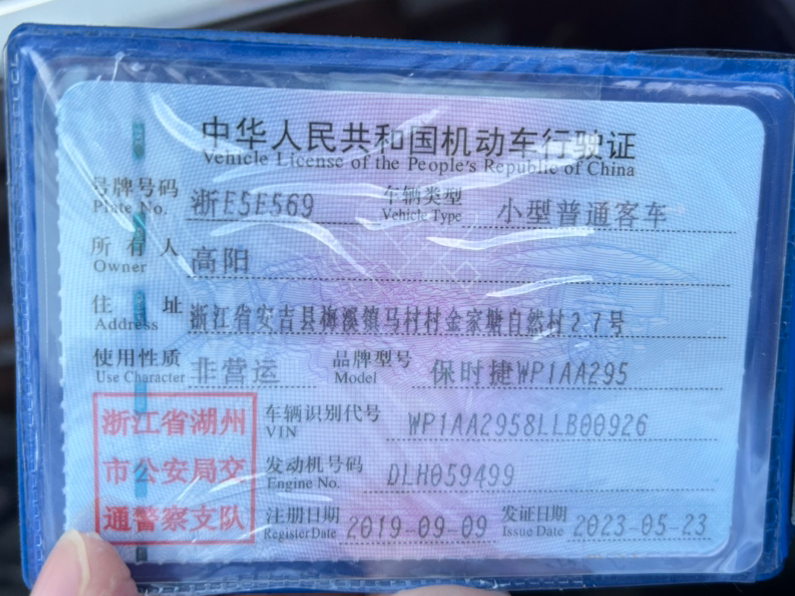 中华人民共和国机动车行驶证
Vehicle License of the People's Republic of China
号牌号码 浙E5E569 车辆类型 小型普通客车
Plate No. Vehicle Type
所有人 高阳
Owner
住址 浙江省安吉县梅溪镇马村村金家塘自然村27号
Address
使用性质 非营运 品牌型号 保时捷WP1AA295
Use Character Model
浙江省湖州
市公安局交
通警察支队
车辆识别代号 WP1AA2958LLB00926
VIN
发动机号码 DLH059499
Engine No.
注册日期 2019-09-09 发证日期 2023-05-23
Register Date Issue Date